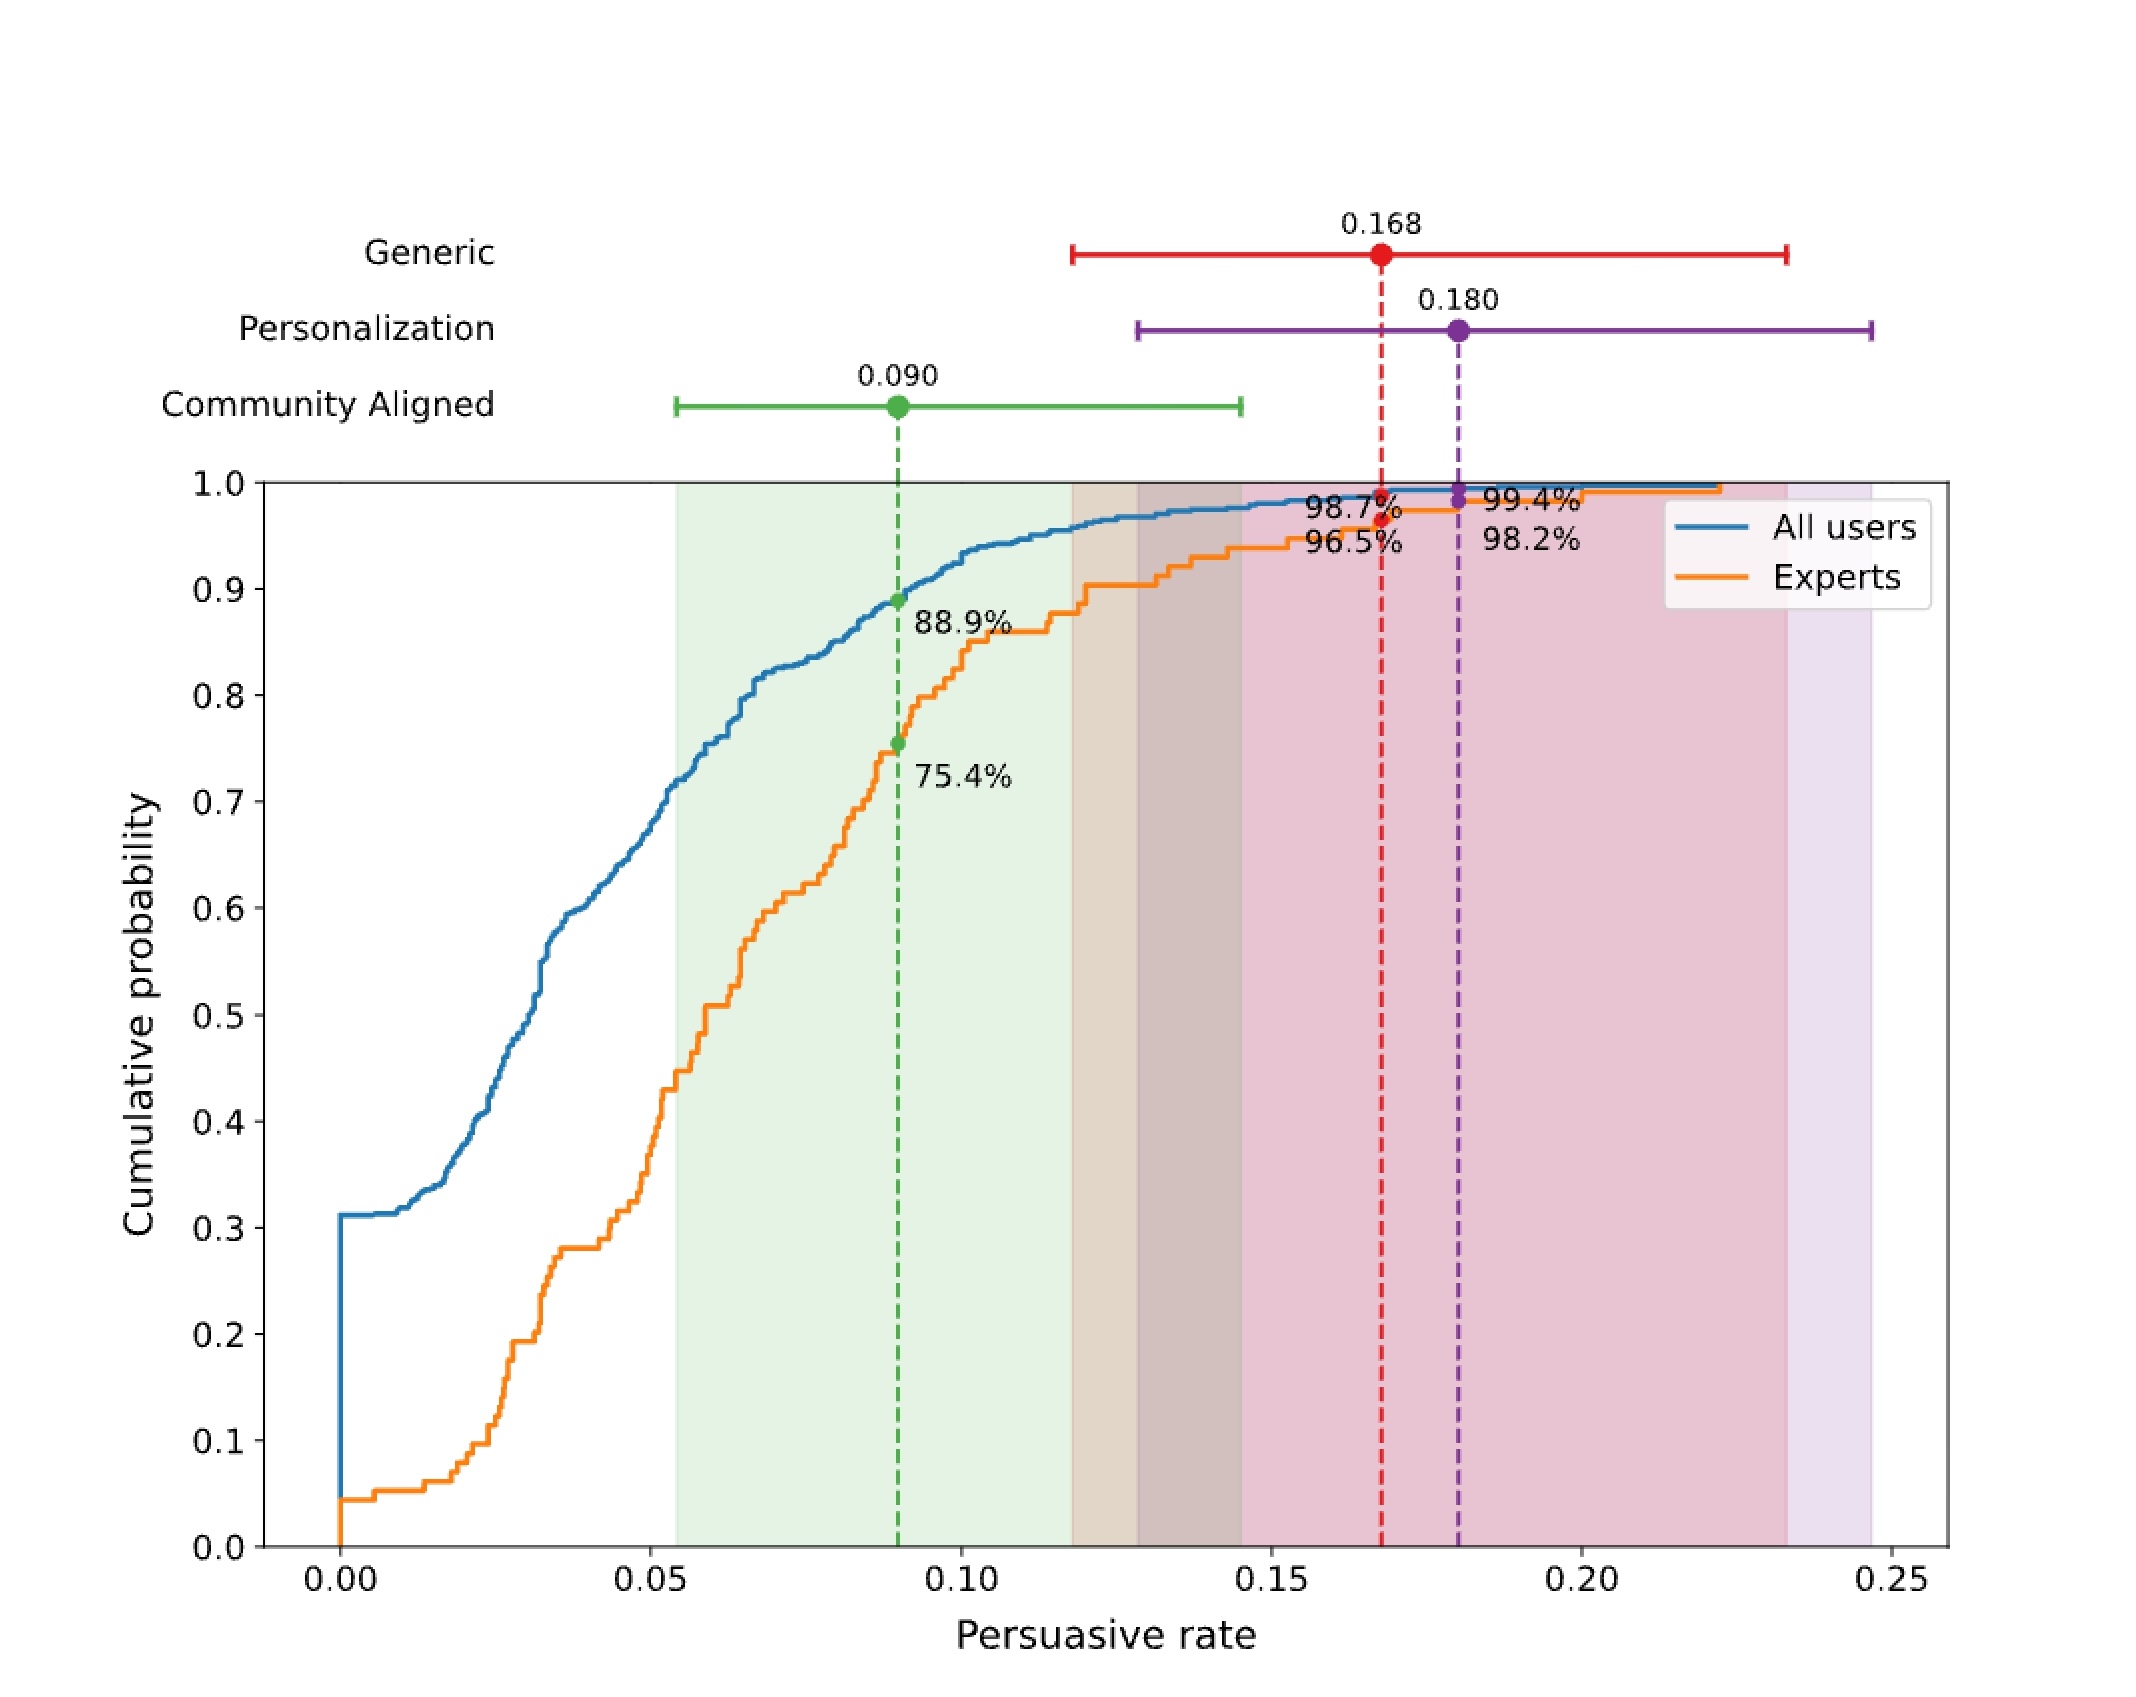 0.168
Generic
0.180
Personalization
0.090
Community Aligned
1.0
0.9
0.8
0.7
0.6
0.5
0.4
0.3
0.2
0.1
0.0
Cumulative probability
98.7%
96.5%
99.4%
98.2%
88.9%
75.4%
All users
Experts
0.00 0.05 0.10 0.15 0.20 0.25
Persuasive rate